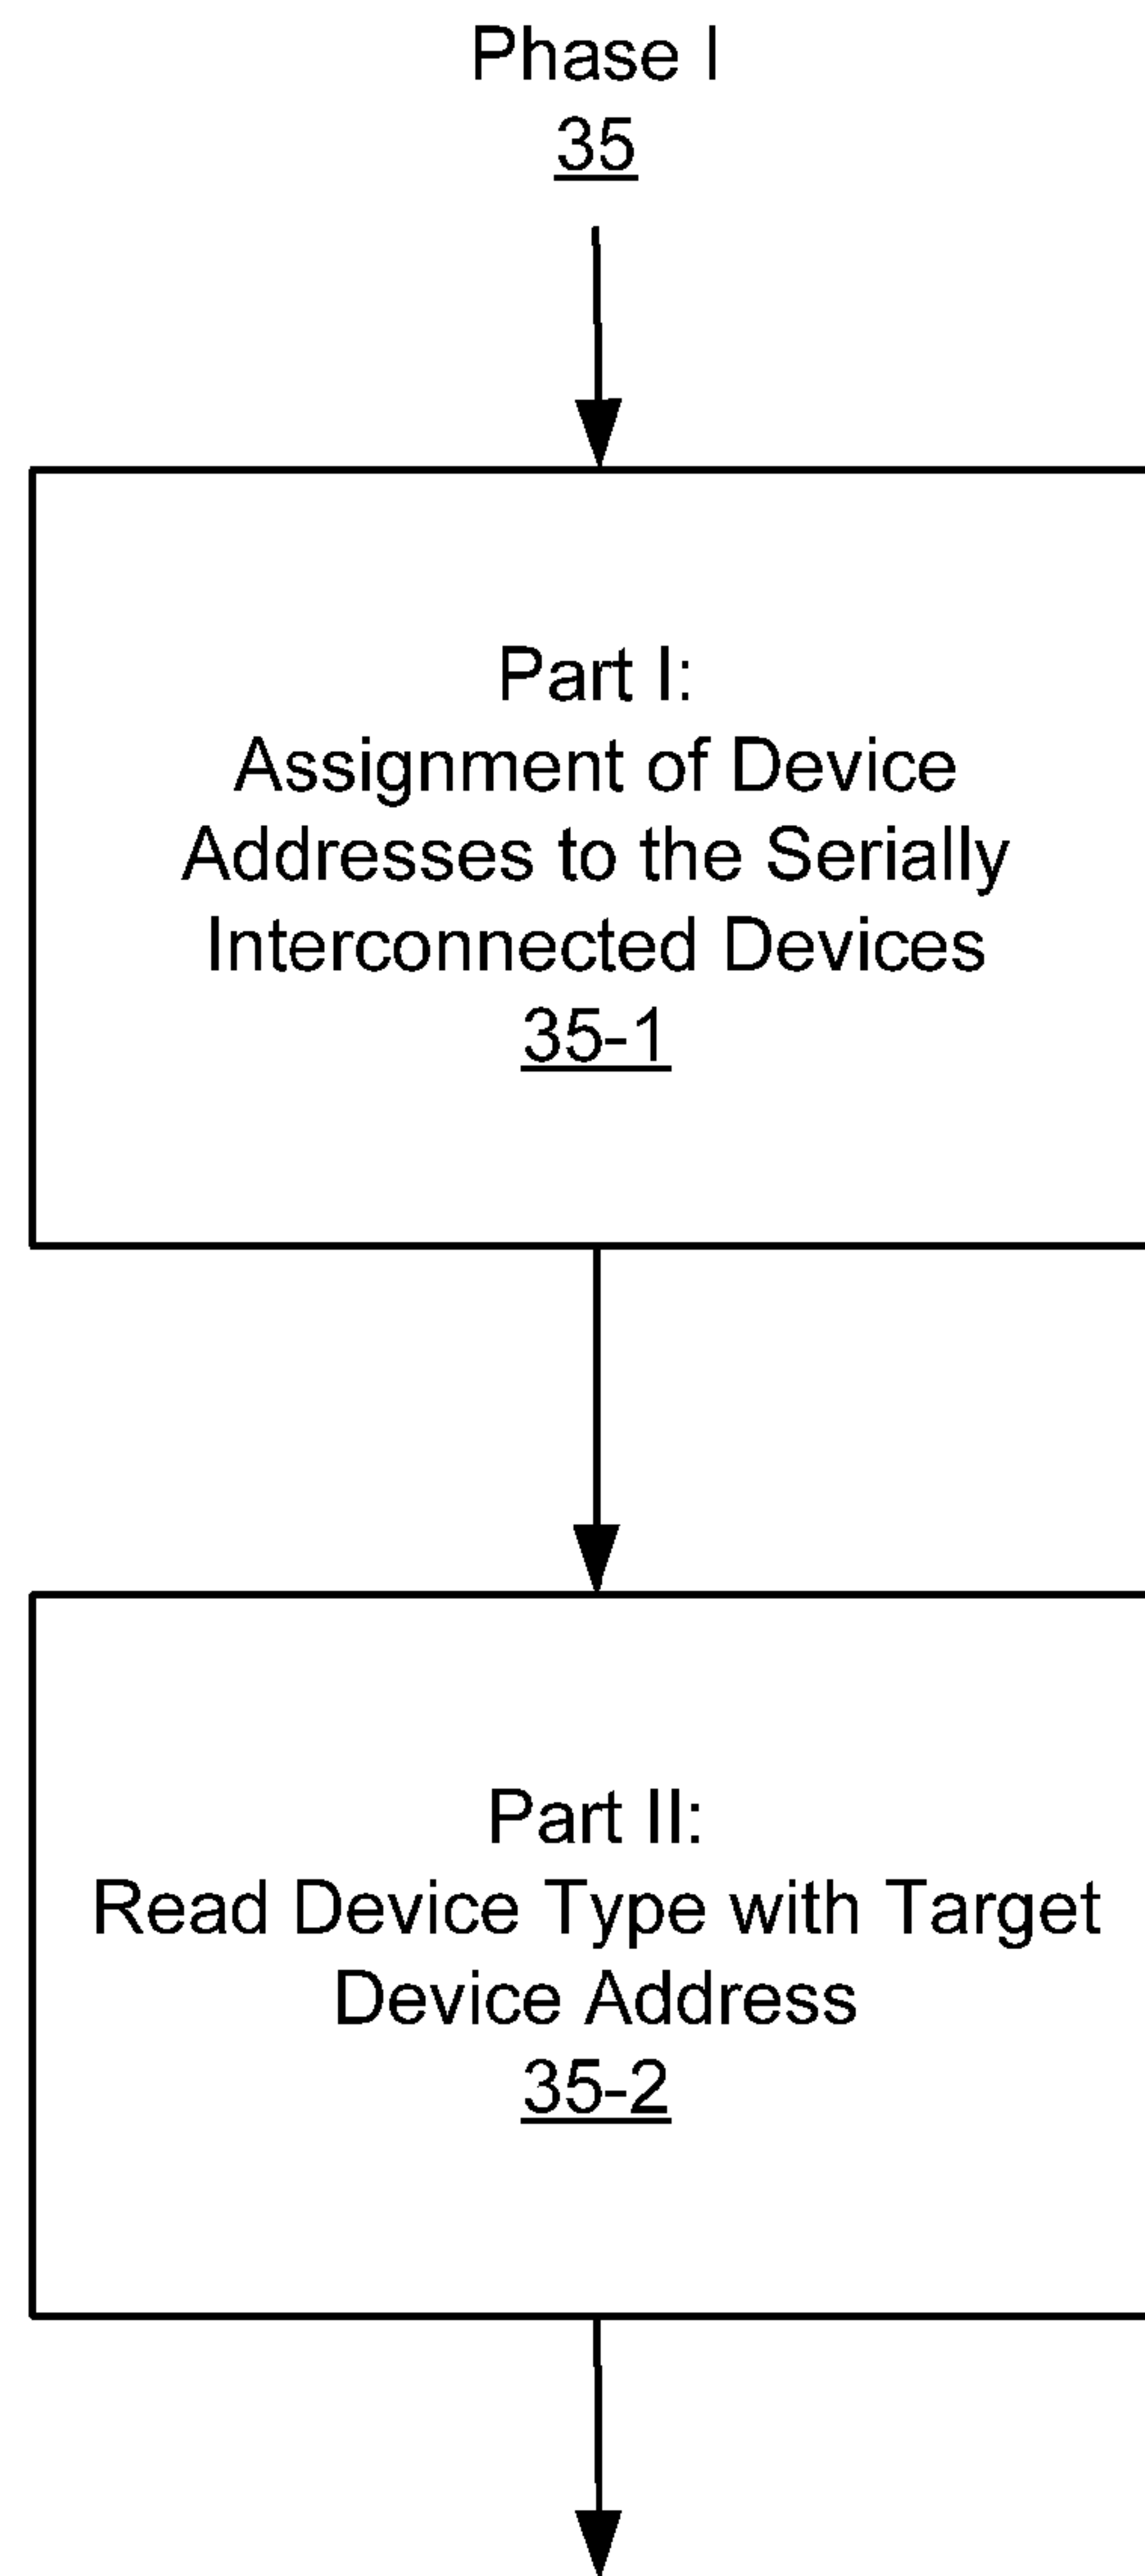 Phase I
35
Part I:
Assignment of Device
Addresses to the Serially
Interconnected Devices
35-1
Part II:
Read Device Type with Target
Device Address
35-2